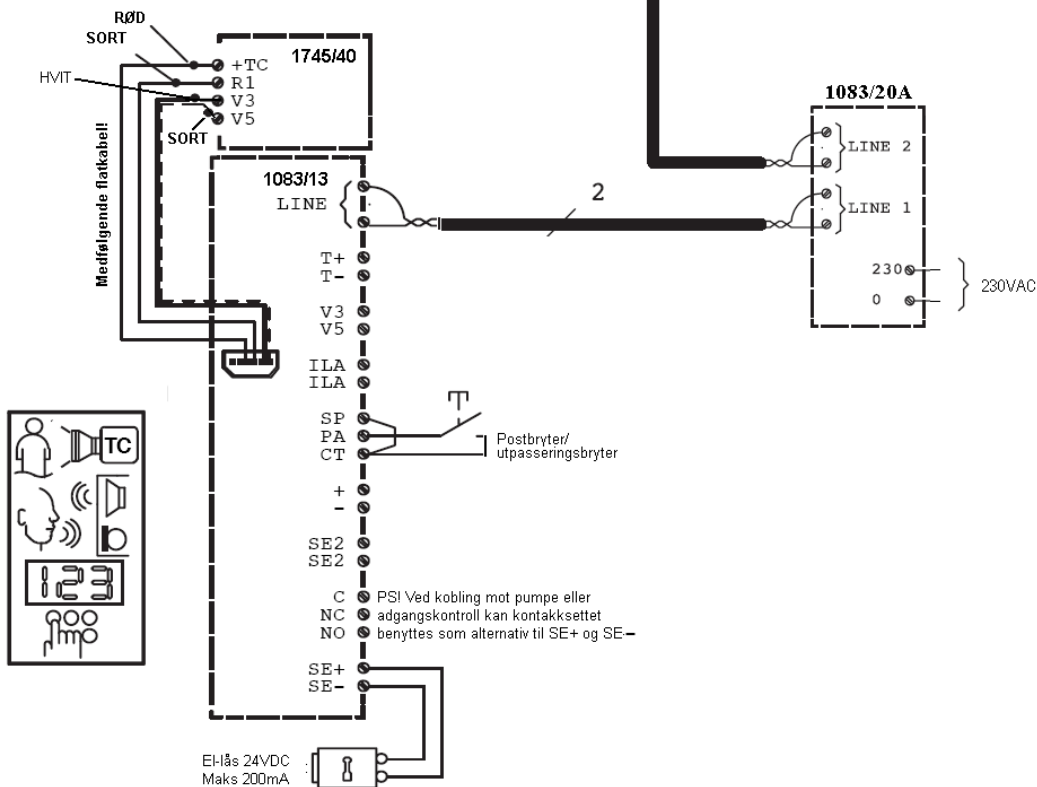 RØD
SORT
HVIT
SORT
Medfølgende flatkabel!
1745/40
+TC
R1
V3
V5
1083/13
LINE
T+
T-
V3
V5
ILA
ILA
SP
PA
CT
Postbryter/
utpasseringsbryter
+
-
SE2
SE2
C PS! Ved kobling mot pumpe eller
NC adgangskontroll kan kontakksettet
NO benyttes som alternativ til SE+ og SE-
SE+
SE-
El-lås 24VDC
Maks 200mA
2
1083/20A
LINE 2
LINE 1
230
0
230VAC
TC
123